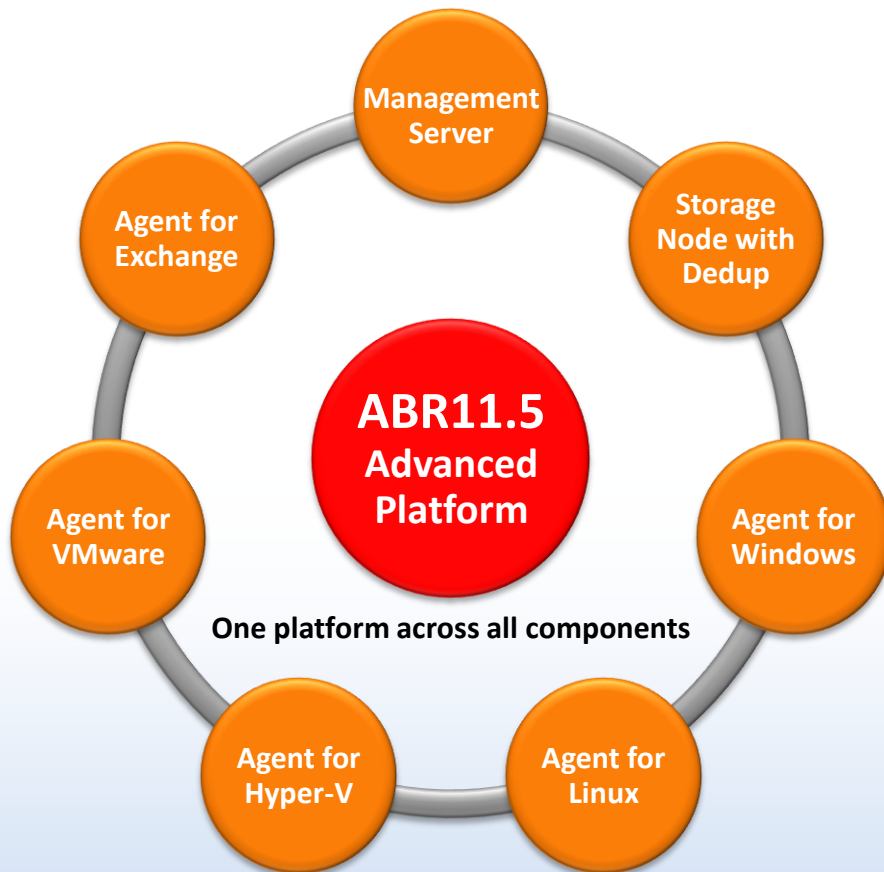 Management
Server
Storage
Node with
Dedup
Agent for
Exchange
ABR11.5
Advanced
Platform
Agent for
VMware
Agent for
Windows
One platform across all components
Agent for
Hyper-V
Agent for
Linux